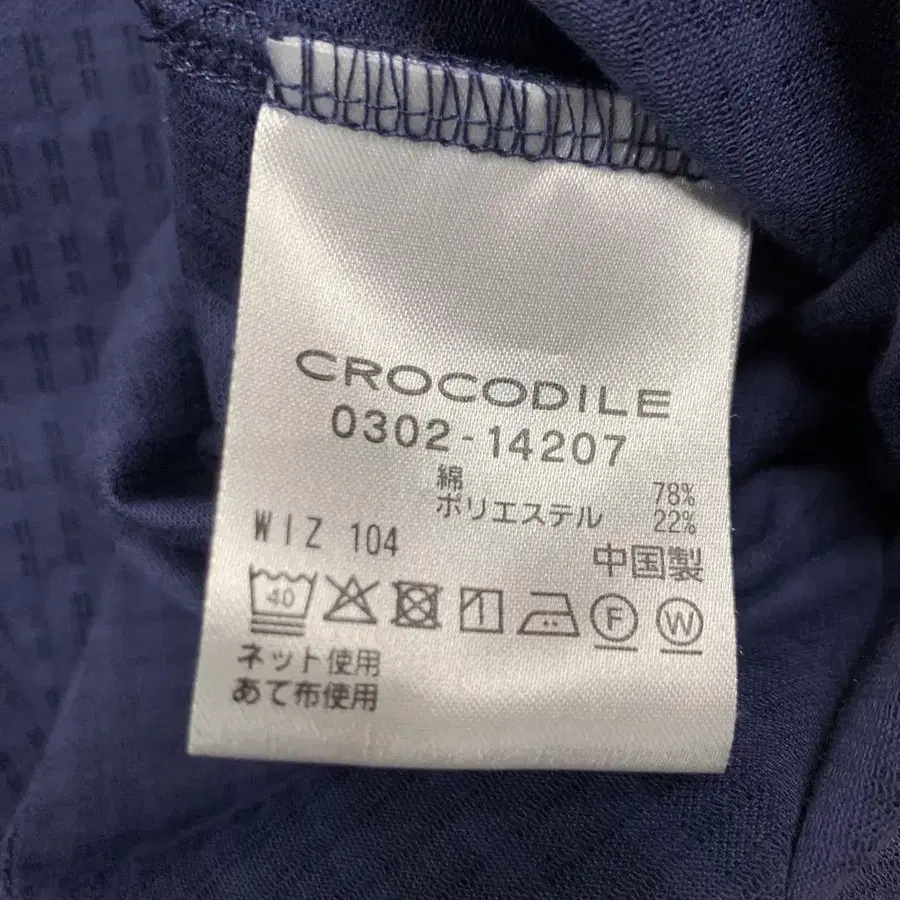 CROCODILE
0302-14207
綿 78%
ポリエステル 22%
WIZ 104
中国製
40
F
W
ネット使用
あて布使用